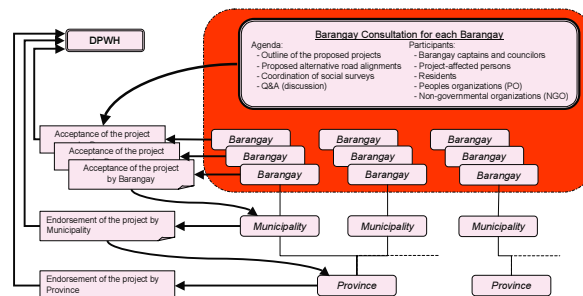 DPWH
Barangay Consultation for each Barangay
Agenda:
- Outline of the proposed projects
- Proposed alternative road alignments
- Coordination of social surveys
- Q&A (discussion)
Participants:
- Barangay captains and councilors
- Project-affected persons
- Residents
- Peoples organizations (PO)
- Non-governmental organizations (NGO)
Acceptance of the project
Acceptance of the project
Acceptance of the project
by Barangay
Barangay
Barangay
Barangay
Barangay
Barangay
Barangay
Barangay
Barangay
Barangay
Endorsement of the project by
Municipality
Municipality
Municipality
Municipality
Endorsement of the project by
Province
Province
Province